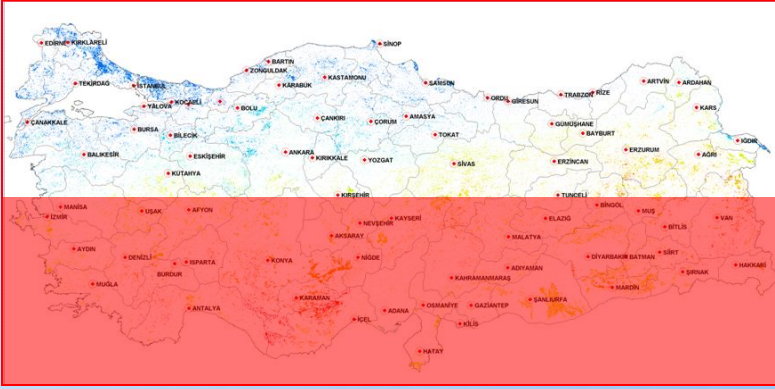 SİNOP
EDİRNE KIRKLARELİ
BARTIN
ZONGULDAK
KASTAMONU
TEKİRDAĞ
İSTANBUL
KARABÜK
SAMSUN
ARTVİN
ARDAHAN
ORDU
GİRESUN
TRABZON
RİZE
YALOVA
KOCAELİ
BOLU
KARS
ÇANAKKALE
BURSA
BİLECİK
ÇANKIRI
ÇORUM
AMASYA
TOKAT
GÜMÜŞHANE
BAYBURT
IĞDIR
BALIKESİR
ESKİŞEHİR
ANKARA
KIRIKKALE
YOZGAT
SİVAS
ERZİNCAN
ERZURUM
AĞRI
KÜTAHYA
KIRŞEHİR
TUNCELİ
MANİSA
İZMİR
UŞAK
AFYON
NEVŞEHİR
KAYSERİ
ELAZIĞ
BİNGÖL
MUŞ
VAN
BİTLİS
AKSARAY
MALATYA
AYDIN
DENİZLİ
ISPARTA
BURDUR
KONYA
NİĞDE
DİYARBAKIR
BATMAN
SİİRT
HAKKARİ
ŞIRNAK
MUĞLA
KAHRAMANMARAŞ
ADIYAMAN
MARDİN
ANTALYA
KARAMAN
İÇEL
ADANA
OSMANİYE
GAZİANTEP
ŞANLIURFA
KİLİS
HATAY